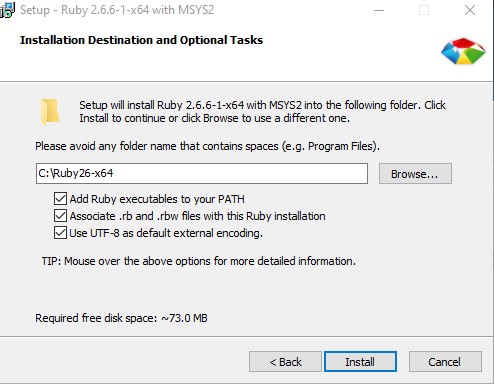 Setup - Ruby 2.6.6-1-x64 with MSYS2
Installation Destination and Optional Tasks
Setup will install Ruby 2.6.6-1-x64 with MSYS2 into the following folder. Click
Install to continue or click Browse to use a different one.
Please avoid any folder name that contains spaces (e.g. Program Files).
C:\Ruby26-x64
Browse...
Add Ruby executables to your PATH
Associate .rb and .rbw files with this Ruby installation
Use UTF-8 as default external encoding.
TIP: Mouse over the above options for more detailed information.
Required free disk space: ~73.0 MB
< Back
Install
Cancel